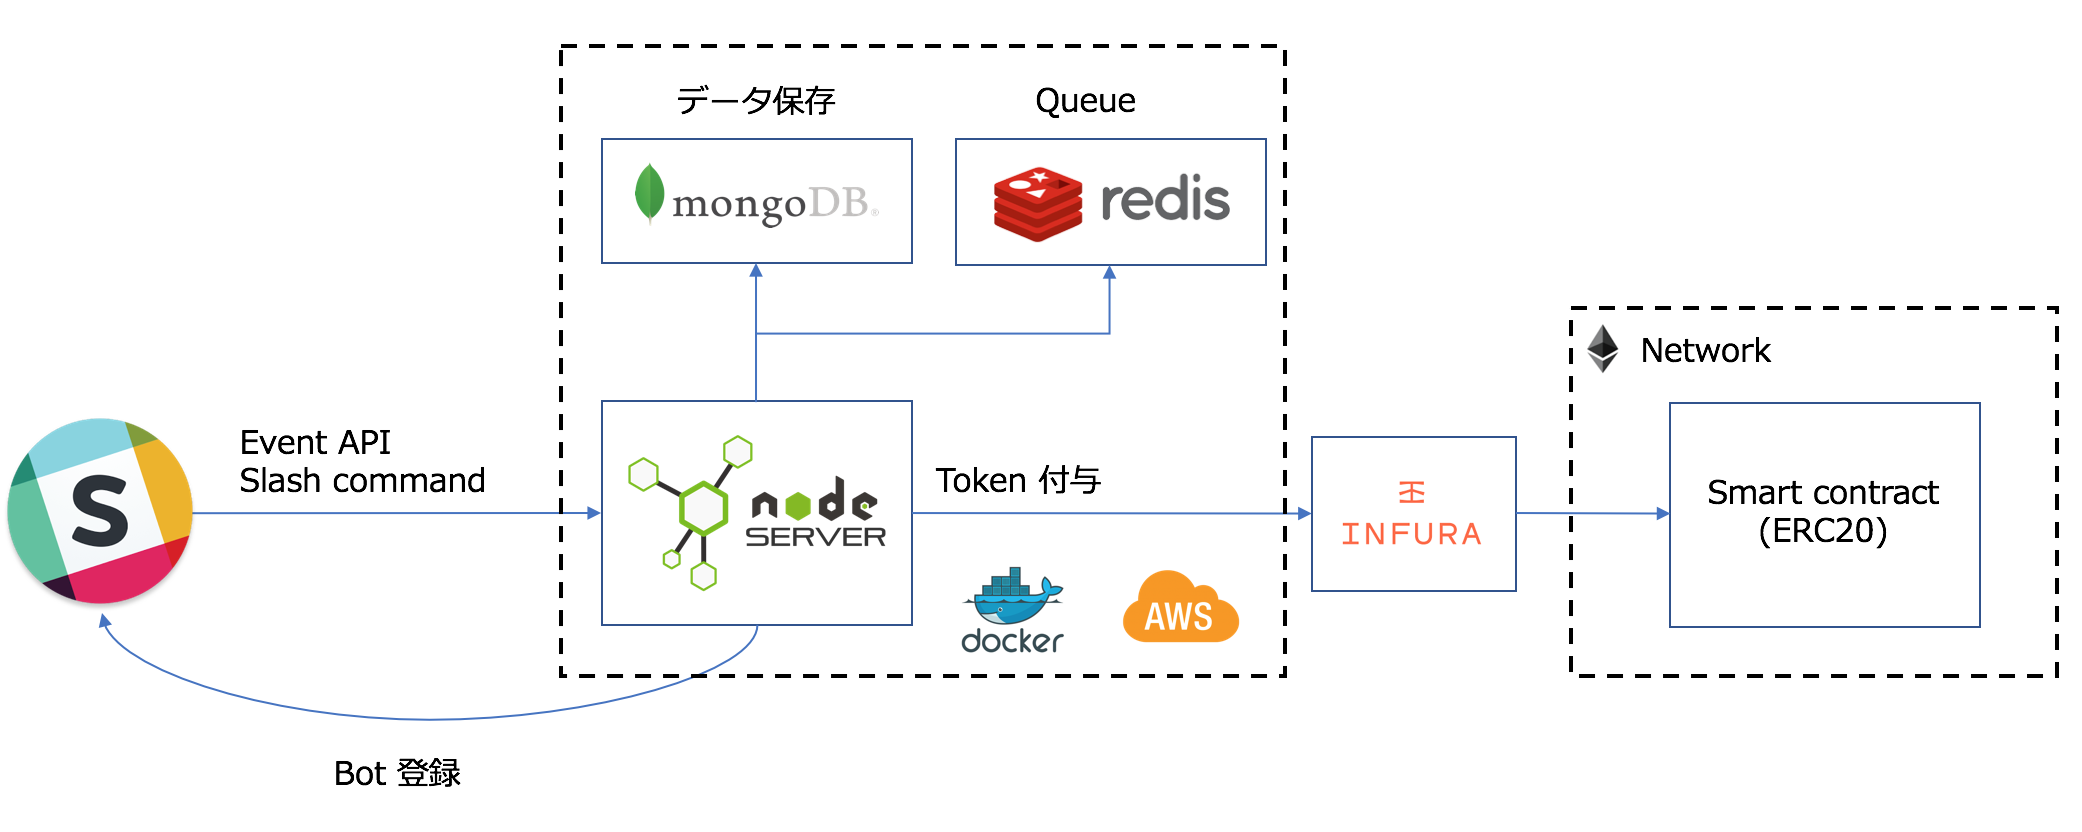 データ保存
Queue
mongoDB®
redis
Network
Event API
Slash command
S
node
SERVER
Token 付与
INFURA
Smart contract
(ERC20)
docker
AWS
Bot 登録